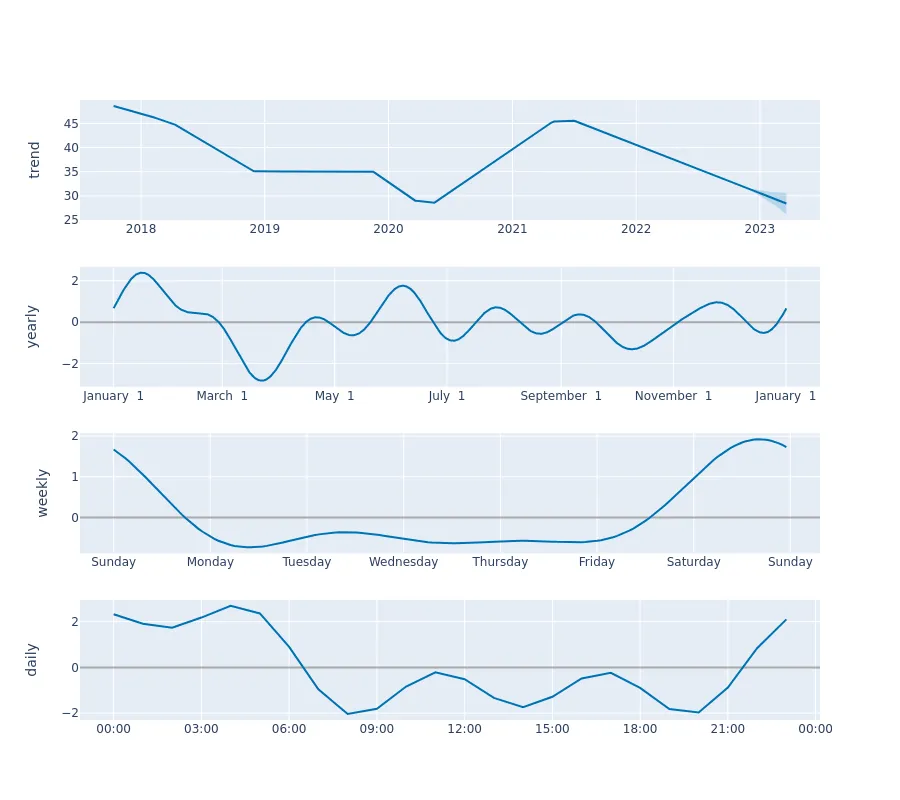 trend
45
40
35
30
25
2018 2019 2020 2021 2022 2023
yearly
2
0
−2
January 1 March 1 May 1 July 1 September 1 November 1 January 1
weekly
2
1
0
Sunday Monday Tuesday Wednesday Thursday Friday Saturday Sunday
daily
2
0
−2
00:00 03:00 06:00 09:00 12:00 15:00 18:00 21:00 00:00